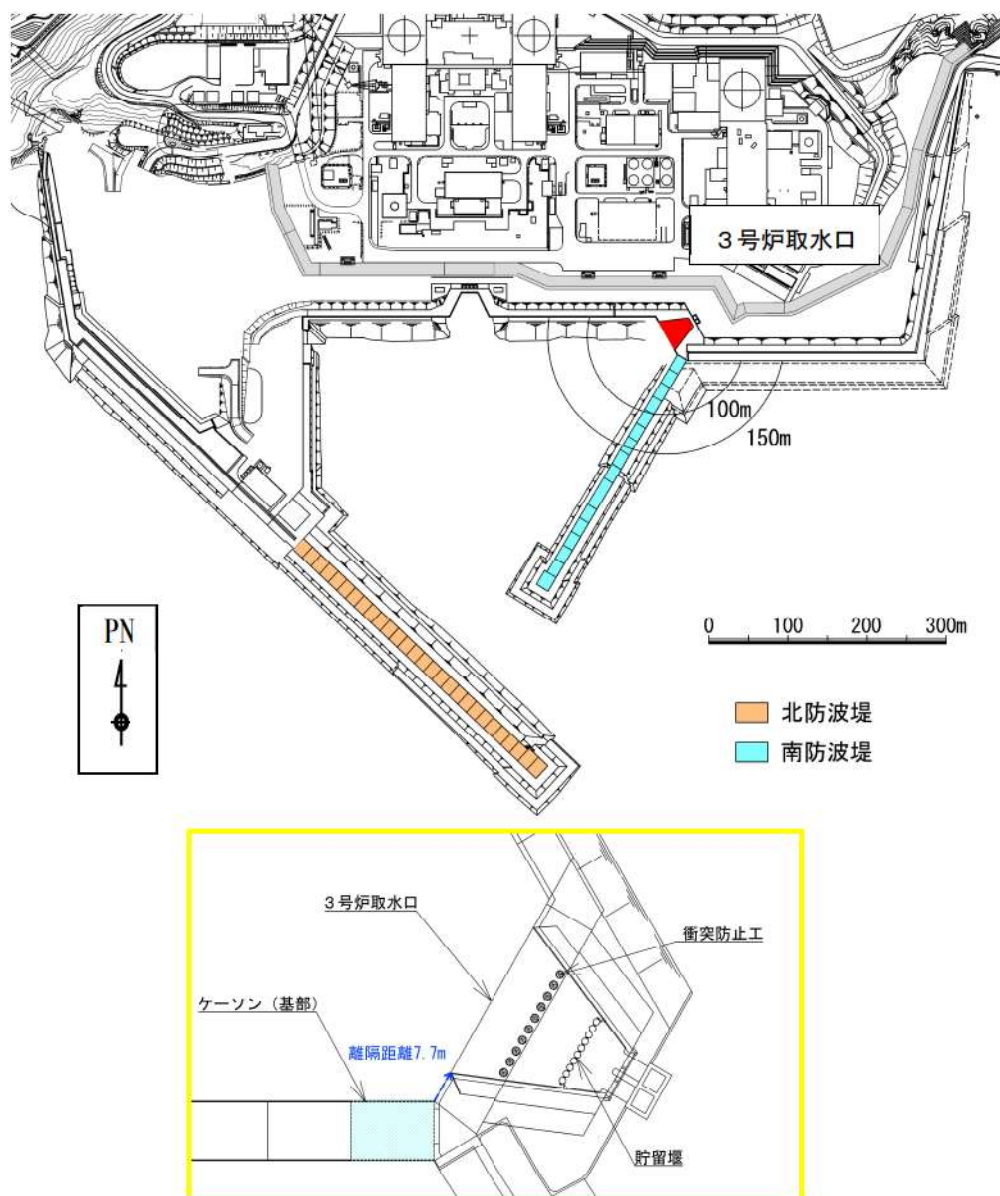 3号炉取水口
100m
150m
PN
0 100 200 300m
北防波堤
南防波堤
3号炉取水口
衝突防止工
ケーソン（基部）
離隔距離7.7m
貯留堰